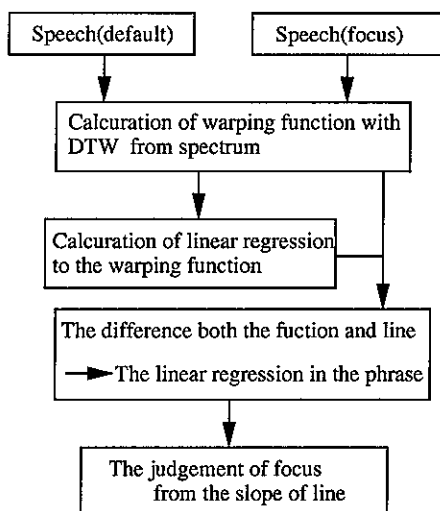 Speech(default)
Speech(focus)
Calcuration of warping function with
DTW from spectrum
Calcuration of linear regression
to the warping function
The difference both the fuction and line
The linear regression in the phrase
The judgement of focus
from the slope of line